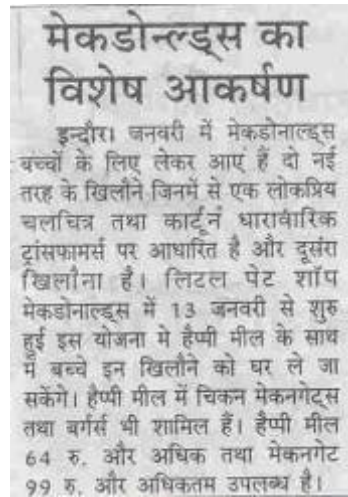 मेकडोन्ल्ड्स का
विशेष आकर्षण
इन्दौर। जनवरी में मेकडोनाल्ड्स
बच्चों के लिए लेकर आएं हैं दो नई
तरह के खिलौने जिनमें से एक लोकप्रिय
चलचित्र तथा कार्टून धारावारिक
ट्रांसफामर्स पर आधारित है और दूसरा
खिलौना है। लिटल पेट शॉप
मेकडोनाल्ड्स में 13 जनवरी से शुरु
हुई इस योजना मे हैप्पी मील के साथ
में बच्चे इन खिलौने को घर ले जा
सकेंगे। हैप्पी मील में चिकन मेकनगेट्स
तथा बर्गर्स भी शामिल हैं। हैप्पी मील
64 रु. और अधिक तथा मेकनगेट
99 रु. और अधिकतम उपलब्ध है।